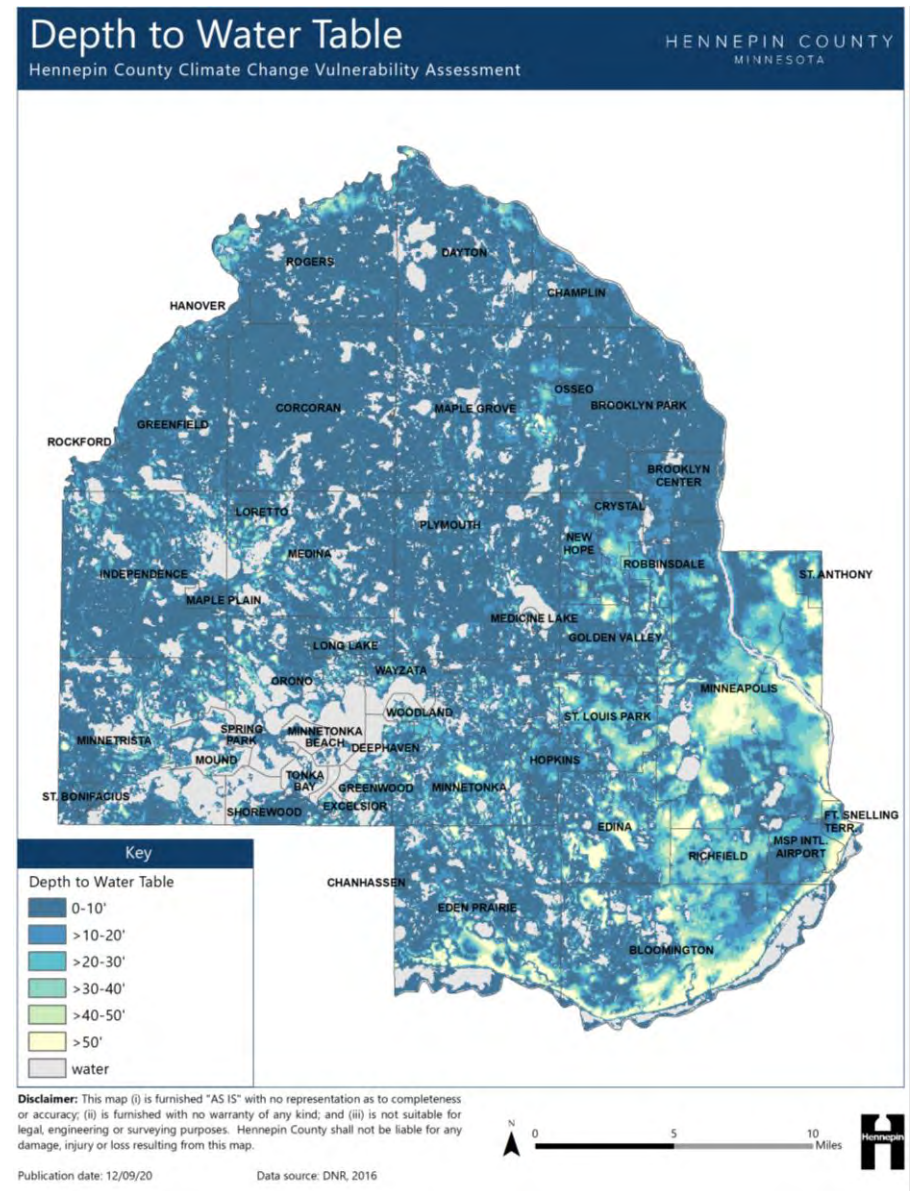 Depth to Water Table
Hennepin County Climate Change Vulnerability Assessment
HENNEPIN COUNTY
MINNESOTA
ROGERS
DAYTON
HANOVER
CHAMPLIN
OSSEO
CORCORAN
MAPLE GROVE
BROOKLYN PARK
GREENFIELD
ROCKFORD
BROOKLYN
CENTER
LORETTO
CRYSTAL
PLYMOUTH
NEW
HOPE
MEDINA
ROBBINSDALE
INDEPENDENCE
ST. ANTHONY
MAPLE PLAIN
MEDICINE LAKE
GOLDEN VALLEY
LONG LAKE
WAYZATA
ORONO
MINNEAPOLIS
WOODLAND
ST. LOUIS PARK
SPRING
PARK
MINNETONKA
BEACH
MINNETRISTA
DEEPHAVEN
MOUND
HOPKINS
TONKA
BAY
GREENWOOD
MINNETONKA
ST. BONIFACIUS
EXCELSIOR
SHOREWOOD
FT. SNELLING
TERR.
EDINA
MSP INTL.
AIRPORT
RICHFIELD
CHANHASSEN
EDEN PRAIRIE
BLOOMINGTON
Key
Depth to Water Table
0-10'
>10-20'
>20-30'
>30-40'
>40-50'
>50'
water
Disclaimer: This map (i) is furnished "AS IS" with no representation as to completeness
or accuracy; (ii) is furnished with no warranty of any kind; and (iii) is not suitable for
legal, engineering or surveying purposes. Hennepin County shall not be liable for any
damage, injury or loss resulting from this map.
Publication date: 12/09/20
Data source: DNR, 2016
N
0 5 10
Miles
Hennepin